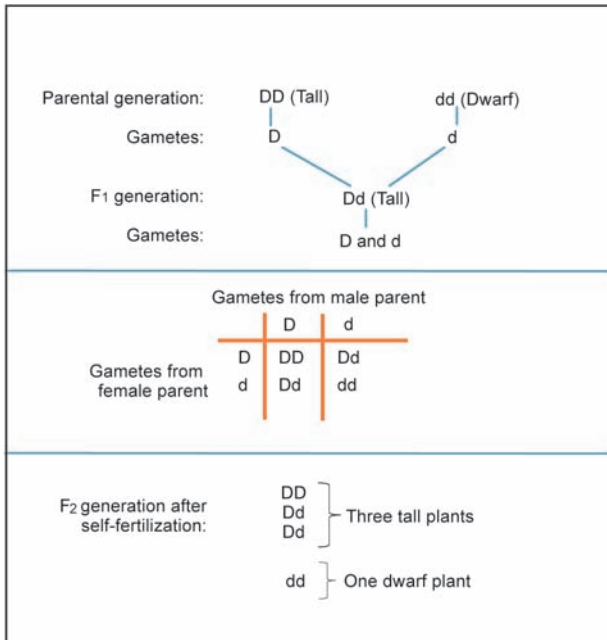 Parental generation: DD (Tall) dd (Dwarf)
Gametes: D d
F1 generation: Dd (Tall)
Gametes: D and d
Gametes from male parent
D d
Gametes from
female parent
D DD Dd
d Dd dd
F2 generation after
self-fertilization:
DD
Dd
Dd
Three tall plants
dd One dwarf plant